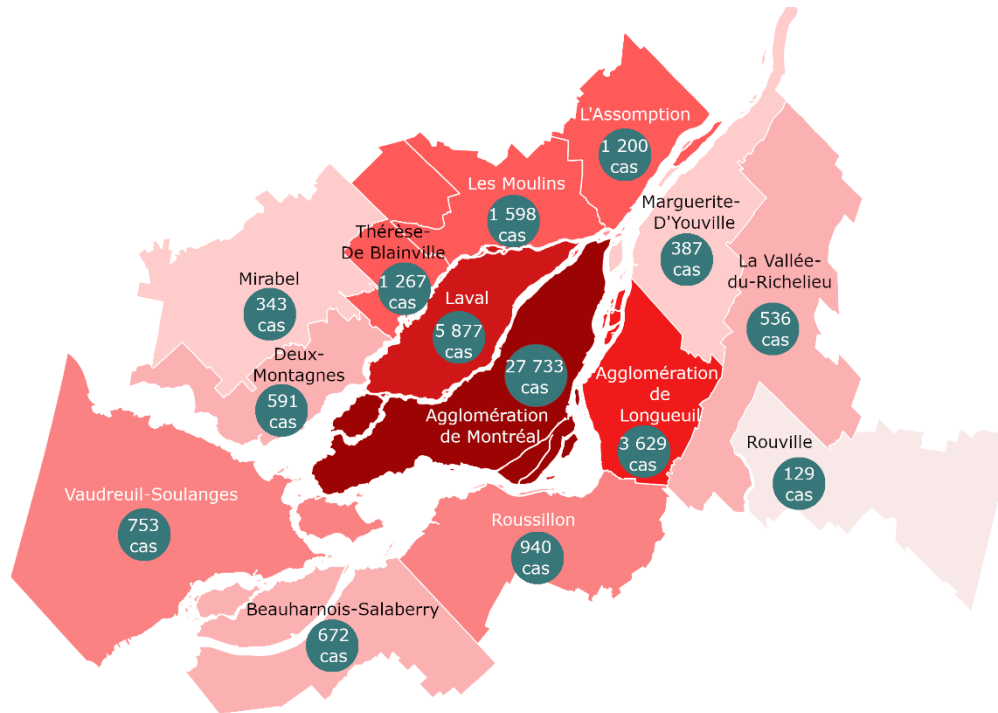 L'Assomption
1 200
cas
Les Moulins
1 598
cas
Marguerite-
D'Youville
387
cas
Thérèse-
De Blainville
1 267
cas
La Vallée-
du-Richelieu
536
cas
Mirabel
343
cas
Laval
5 877
cas
Deux-
Montagnes
591
cas
27 733
cas
Agglomération
de Montréal
Agglomération
de
Longueuil
3 629
cas
Rouville
129
cas
Vaudreuil-Soulanges
753
cas
Roussillon
940
cas
Beauharnois-Salaberry
672
cas